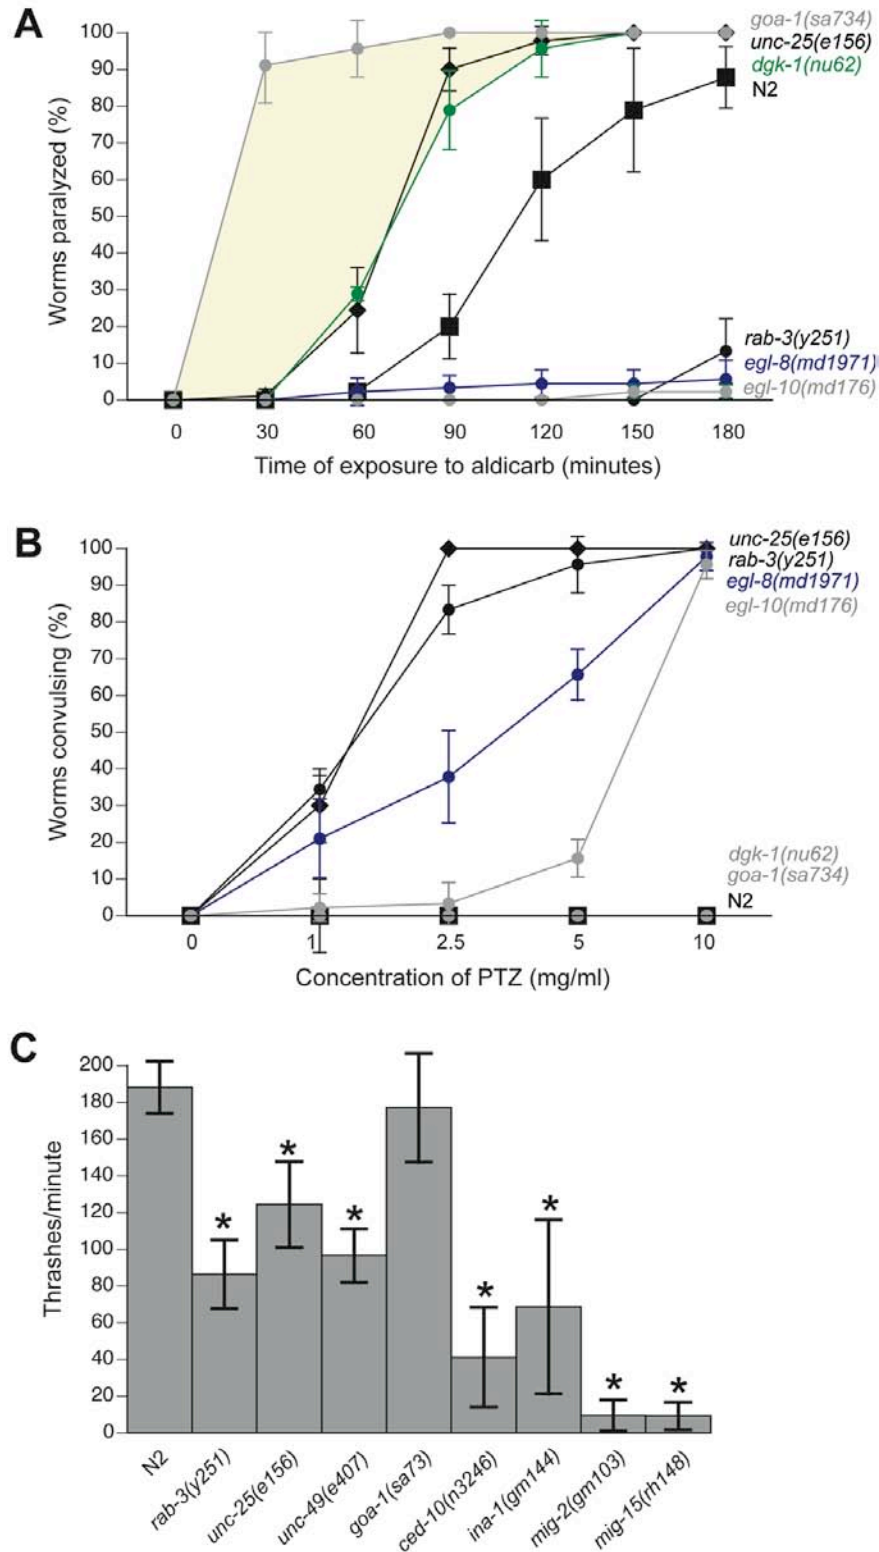 A
Worms paralyzed (%)
100
90
80
70
60
50
40
30
20
10
0
goa-1(sa734)
unc-25(e156)
dgk-1(nu62)
N2
rab-3(y251)
egl-8(md1971)
egl-10(md176)
0 30 60 90 120 150 180
Time of exposure to aldicarb (minutes)
B
Worms convulsing (%)
100
90
80
70
60
50
40
30
20
10
0
unc-25(e156)
rab-3(y251)
egl-8(md1971)
egl-10(md176)
dgk-1(nu62)
goa-1(sa734)
N2
0 1 2.5 5 10
Concentration of PTZ (mg/ml)
C
Thrashes/minute
200
180
160
140
120
100
80
60
40
20
0
* * * * * * *
N2
rab-3(y251)
unc-25(e156)
unc-49(e407)
goa-1(sa73)
ced-10(n3246)
ina-1(gm144)
mig-2(gm103)
mig-15(rh148)